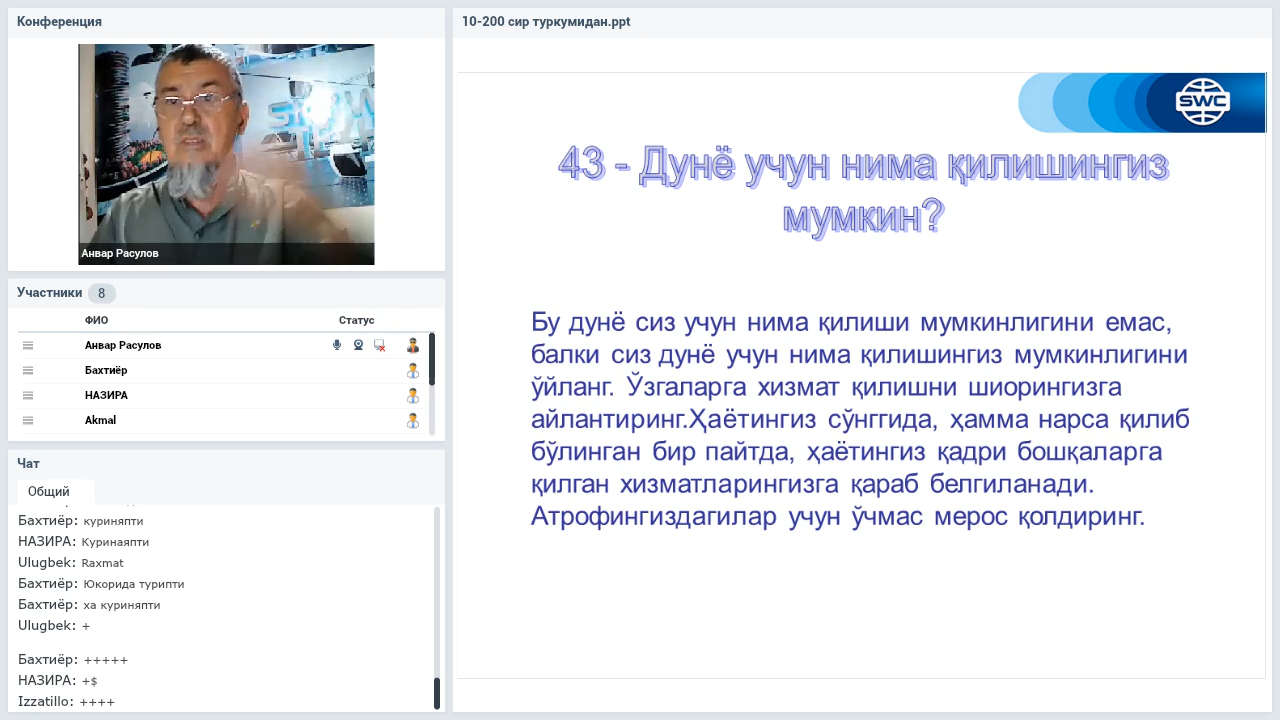 Конференция
Анвар Расулов
Участники 8
ФИО Статус
Анвар Расулов
Бахтиёр
НАЗИРА
Akmal
Чат
Общий
Бахтиёр: куриняпти
НАЗИРА: Куринаяпти
Ulugbek: Raxmat
Бахтиёр: Юкорида турипти
Бахтиёр: ха куриняпти
Ulugbek: +
Бахтиёр: +++++
НАЗИРА: +$
Izzatillo: ++++
10-200 сир туркумидан.ppt
SWC
43 - Дунё учун нима қилишингиз
мумкин?
Бу дунё сиз учун нима қилиши мумкинлигини емас,
балки сиз дунё учун нима қилишингиз мумкинлигини
ўйланг. Ўзгаларга хизмат қилишни шиорингизга
айлантиринг.Ҳаётингиз сўнггида, ҳамма нарса қилиб
бўлинган бир пайтда, ҳаётингиз қадри бошқаларга
қилган хизматларингизга қараб белгиланади.
Атрофингиздагилар учун ўчмас мерос қолдиринг.